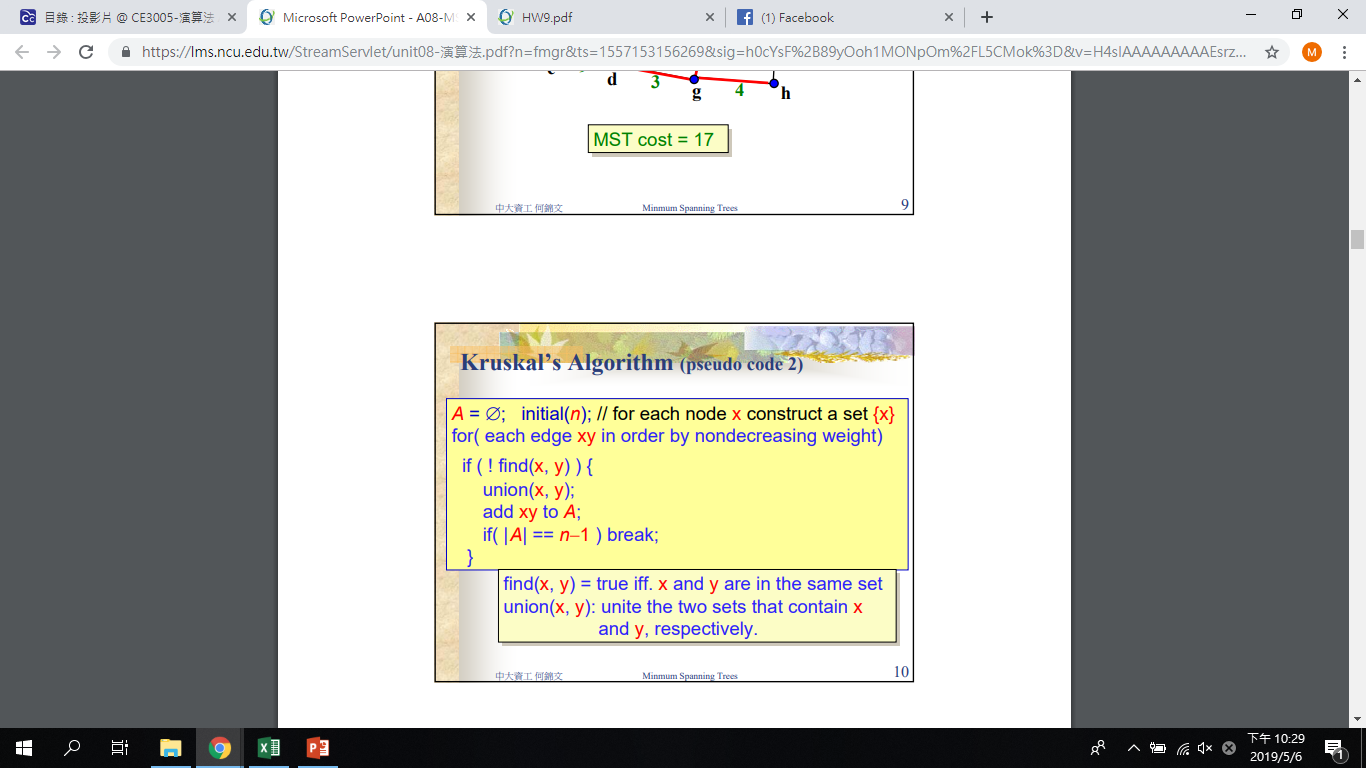 目錄 : 投影片 @ CE3005-演算法
Microsoft PowerPoint - A08-MS
HW9.pdf
(1) Facebook
https://lms.ncu.edu.tw/StreamServlet/unit08-演算法.pdf?n=fmgr&ts=1557153156269&sig=h0cYsF%2B89yOoh1MONpOm%2FL5CMok%3D&v=H4sIAAAAAAAAAEsrz...
M
d
3
g
4
h
MST cost = 17
中大資工 何錦文
Minmum Spanning Trees
9
Kruskal's Algorithm (pseudo code 2)
A = ∅; initial(n); // for each node x construct a set {x}
for( each edge xy in order by nondecreasing weight)
if ( ! find(x, y) ) {
union(x, y);
add xy to A;
if( |A| == n–1 ) break;
}
find(x, y) = true iff. x and y are in the same set
union(x, y): unite the two sets that contain x
and y, respectively.
中大資工 何錦文
Minmum Spanning Trees
10
下午 10:29
2019/5/6
1